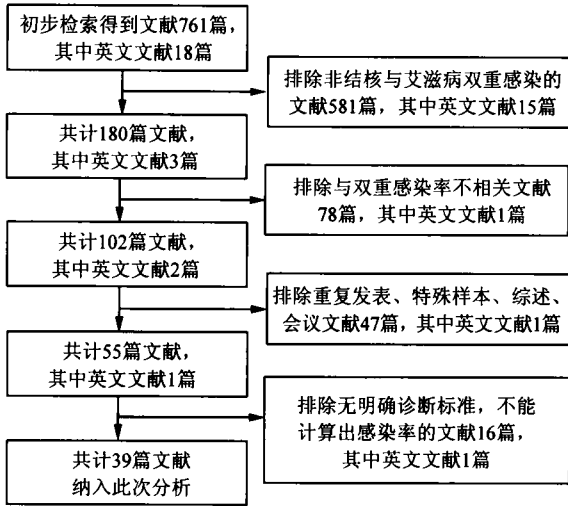 初步检索得到文献761篇，
其中英文文献18篇
排除非结核与艾滋病双重感染的
文献581篇，其中英文文献15篇
共计180篇文献，
其中英文文献3篇
排除与双重感染率不相关文献
78篇，其中英文文献1篇
共计102篇文献，
其中英文文献2篇
排除重复发表、特殊样本、综述、
会议文献47篇，其中英文文献1篇
共计55篇文献，
其中英文文献1篇
排除无明确诊断标准，不能
计算出感染率的文献16篇，
其中英文文献1篇
共计39篇文献
纳入此次分析